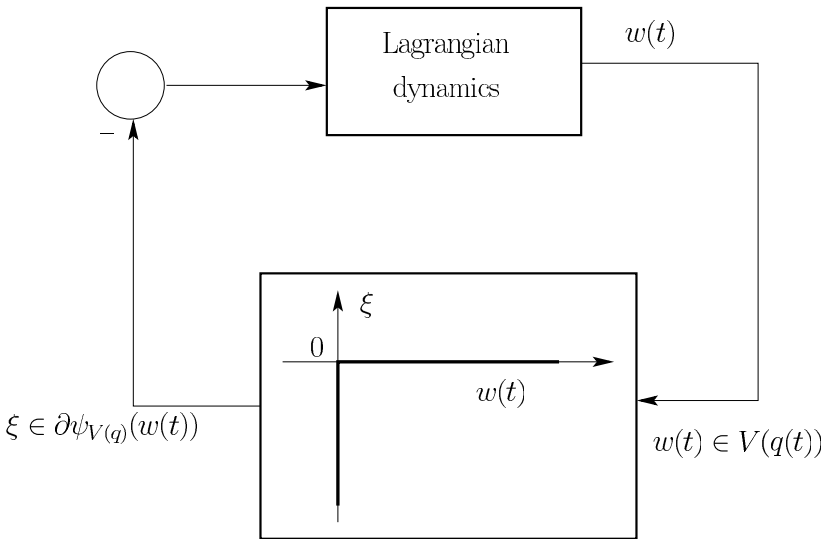 Lagrangian
dynamics
w(t)
−
ξ
0
w(t)
ξ ∈ ∂ψ_{V(q)}(w(t))
w(t) ∈ V(q(t))